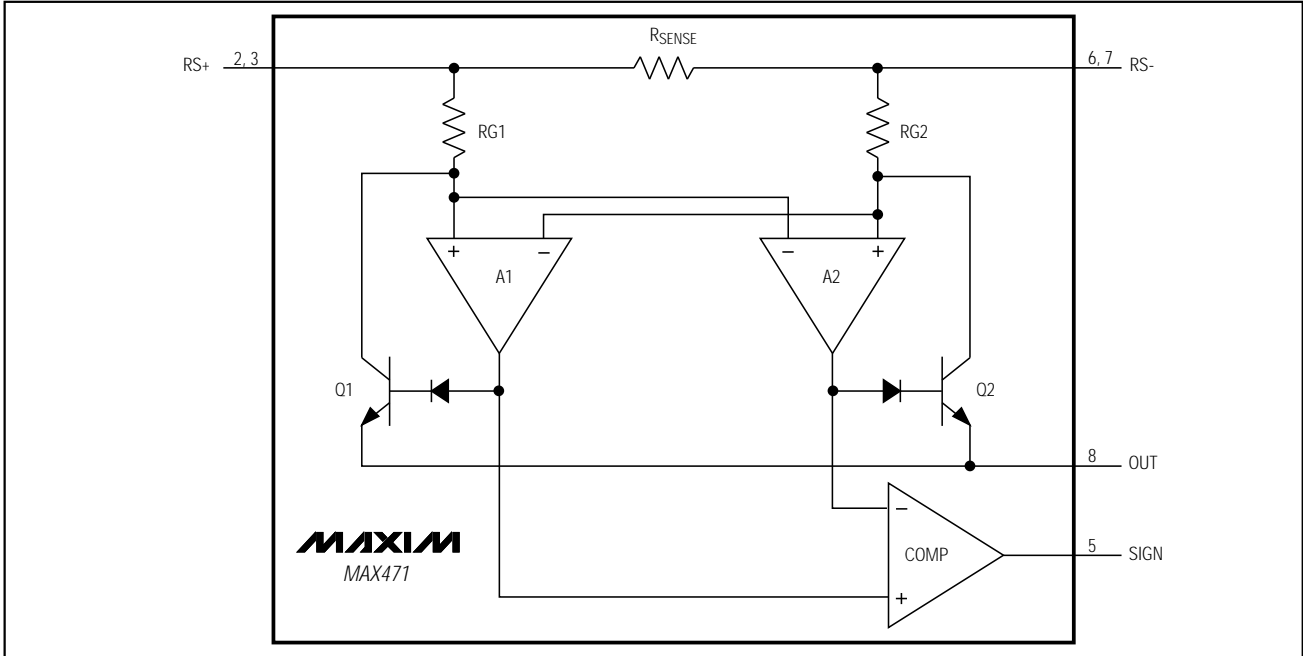 RSENSE
RS+ 2, 3
6, 7 RS-
RG1
RG2
+ −
− +
A1
A2
Q1
Q2
8 OUT
−
COMP
5 SIGN
+
MAXIM
MAX471